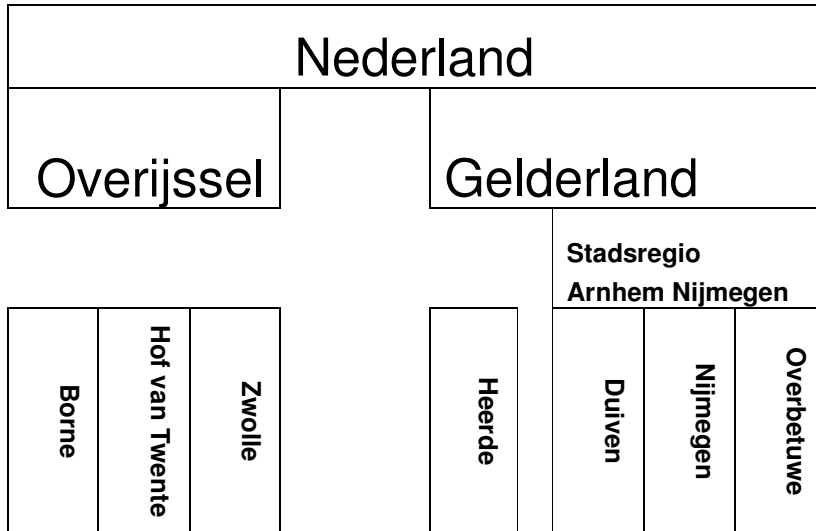 Nederland
Overijssel
Gelderland
Stadsregio
Arnhem Nijmegen
Borne
Hof van Twente
Zwolle
Heerde
Duiven
Nijmegen
Overbetuwe